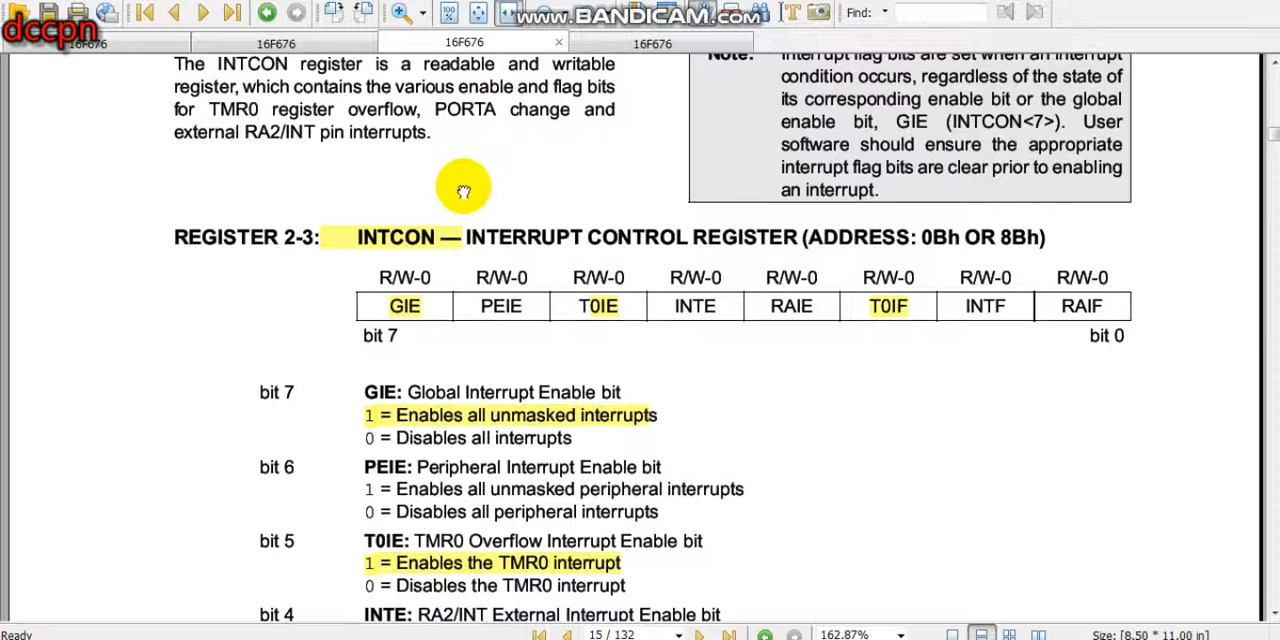 www.BANDICAM.com
Find:
dccpn
16F676
16F676
16F676
16F676
The INTCON register is a readable and writable
register, which contains the various enable and flag bits
for TMR0 register overflow, PORTA change and
external RA2/INT pin interrupts.
Note: Interrupt flag bits are set when an interrupt
condition occurs, regardless of the state of
its corresponding enable bit or the global
enable bit, GIE (INTCON<7>). User
software should ensure the appropriate
interrupt flag bits are clear prior to enabling
an interrupt.
REGISTER 2-3: INTCON — INTERRUPT CONTROL REGISTER (ADDRESS: 0Bh OR 8Bh)
R/W-0 R/W-0 R/W-0 R/W-0 R/W-0 R/W-0 R/W-0 R/W-0
GIE PEIE T0IE INTE RAIE T0IF INTF RAIF
bit 7 bit 0
bit 7 GIE: Global Interrupt Enable bit
1 = Enables all unmasked interrupts
0 = Disables all interrupts
bit 6 PEIE: Peripheral Interrupt Enable bit
1 = Enables all unmasked peripheral interrupts
0 = Disables all peripheral interrupts
bit 5 T0IE: TMR0 Overflow Interrupt Enable bit
1 = Enables the TMR0 interrupt
0 = Disables the TMR0 interrupt
bit 4 INTE: RA2/INT External Interrupt Enable bit
Ready 15 / 132 162.87% Size: [8.50 * 11.00 in]